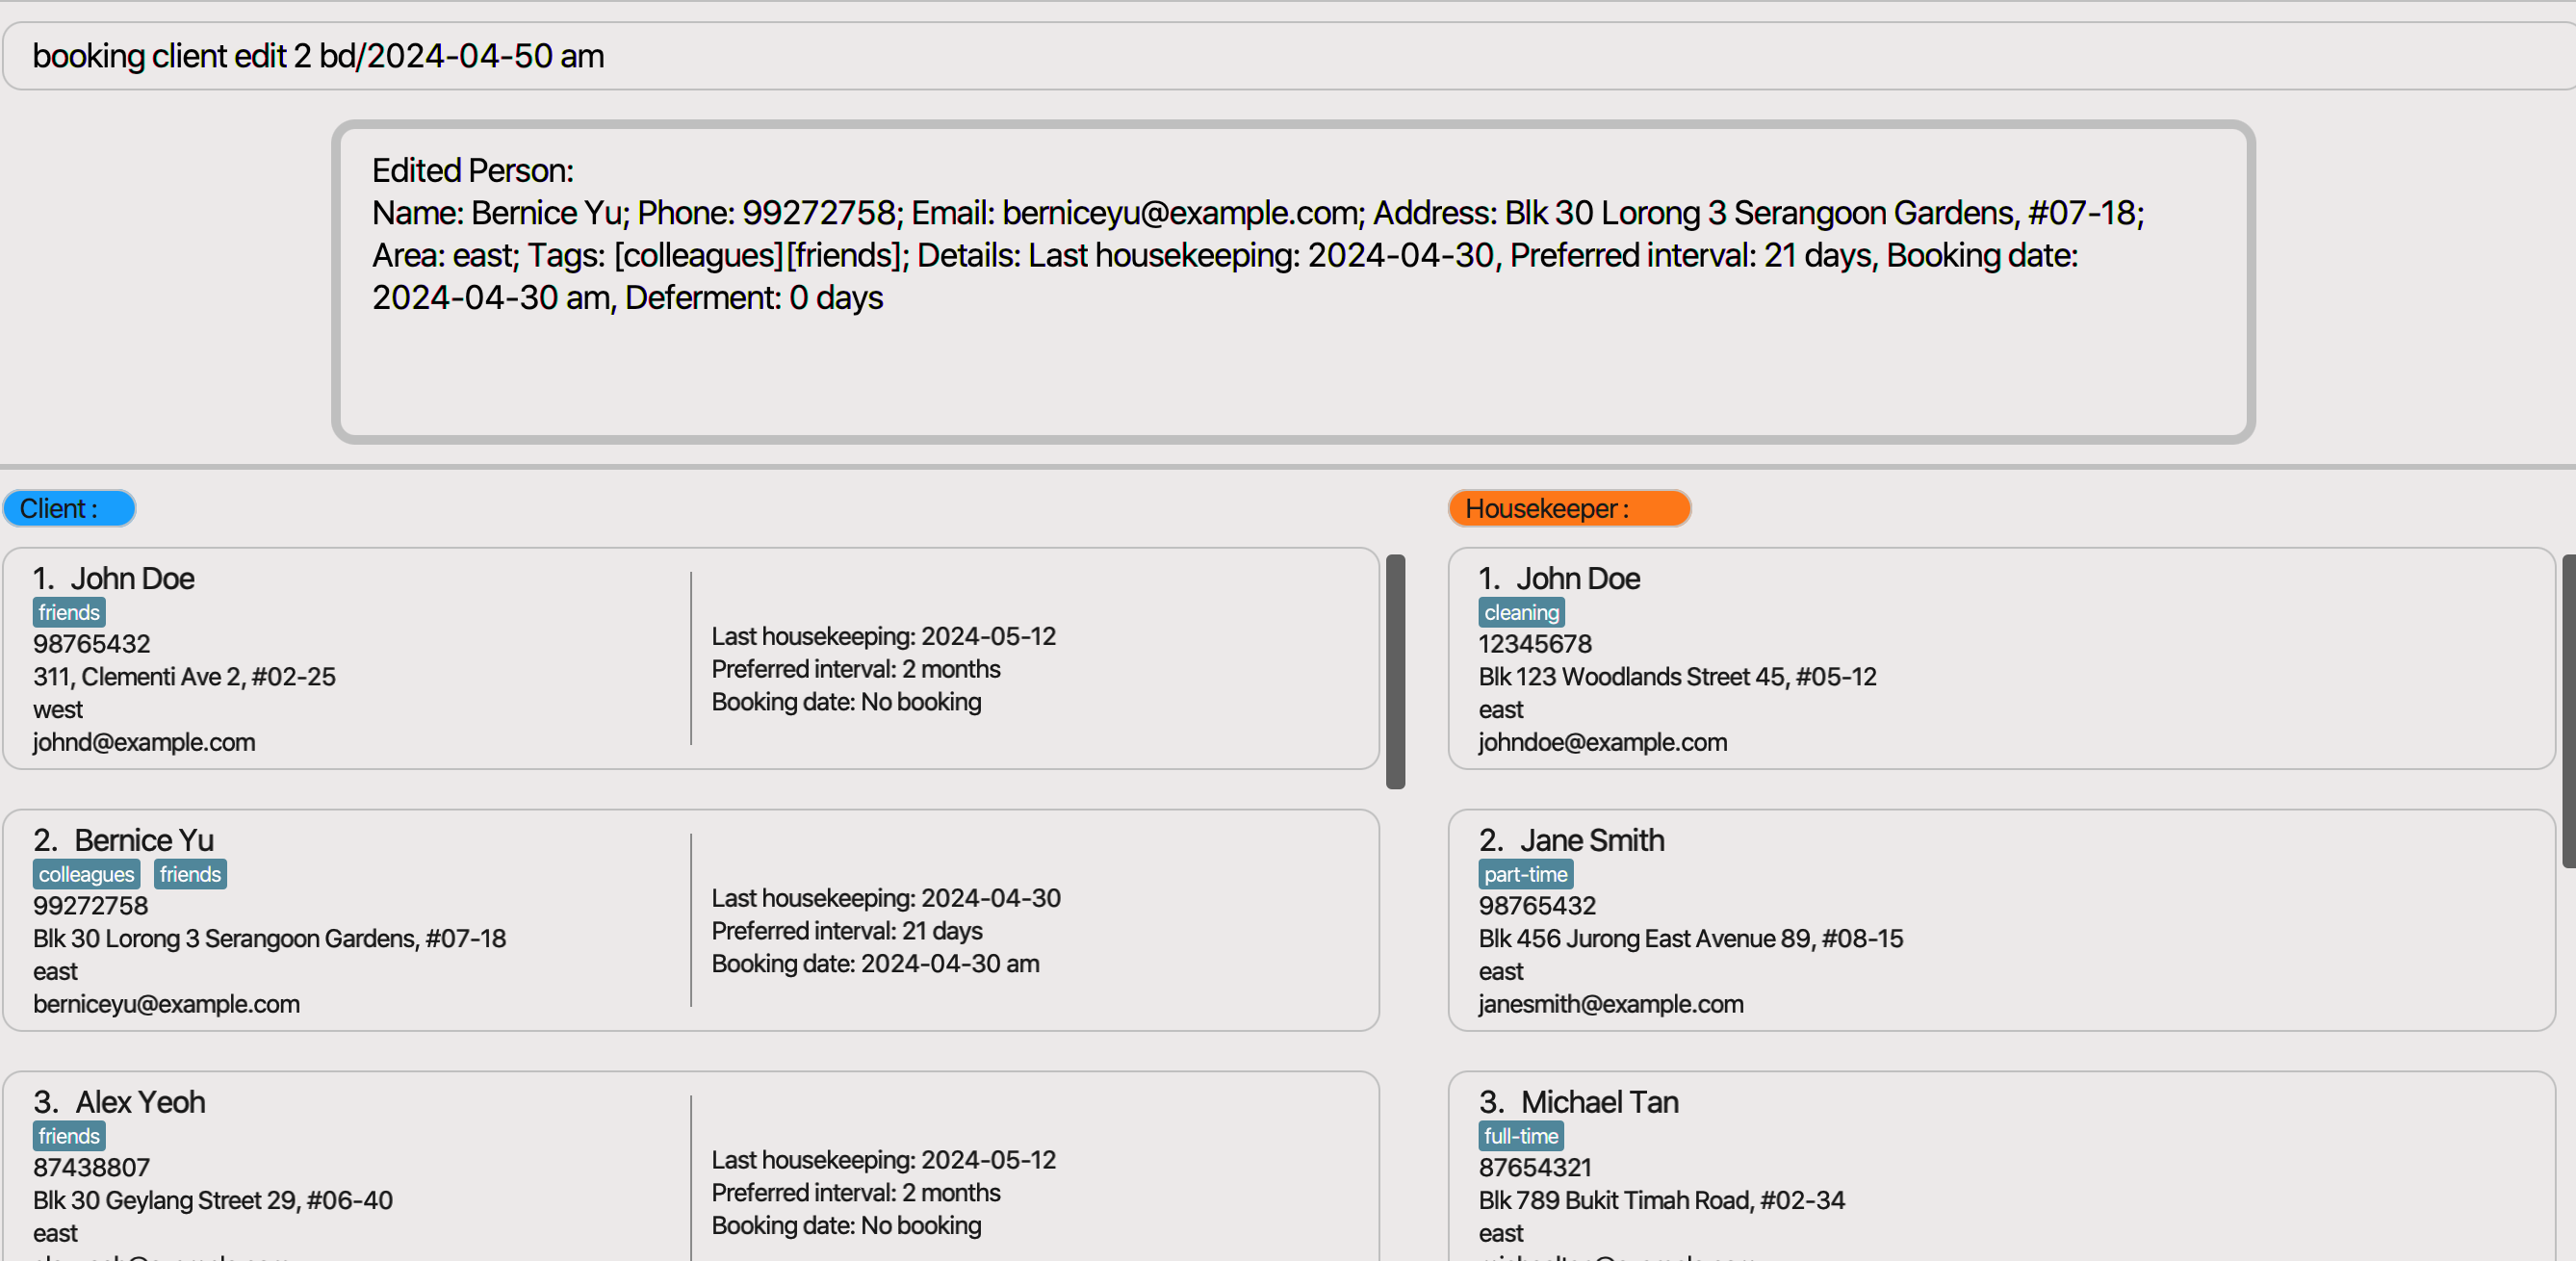 booking client edit 2 bd/2024-04-50 am
Edited Person:
Name: Bernice Yu; Phone: 99272758; Email: berniceyu@example.com; Address: Blk 30 Lorong 3 Serangoon Gardens, #07-18;
Area: east; Tags: [colleagues][friends]; Details: Last housekeeping: 2024-04-30, Preferred interval: 21 days, Booking date:
2024-04-30 am, Deferment: 0 days
Client :
1. John Doe
friends
98765432
311, Clementi Ave 2, #02-25
west
johnd@example.com
Last housekeeping: 2024-05-12
Preferred interval: 2 months
Booking date: No booking
2. Bernice Yu
colleagues friends
99272758
Blk 30 Lorong 3 Serangoon Gardens, #07-18
east
berniceyu@example.com
Last housekeeping: 2024-04-30
Preferred interval: 21 days
Booking date: 2024-04-30 am
3. Alex Yeoh
friends
87438807
Blk 30 Geylang Street 29, #06-40
east
Last housekeeping: 2024-05-12
Preferred interval: 2 months
Booking date: No booking
Housekeeper :
1. John Doe
cleaning
12345678
Blk 123 Woodlands Street 45, #05-12
east
johndoe@example.com
2. Jane Smith
part-time
98765432
Blk 456 Jurong East Avenue 89, #08-15
east
janesmith@example.com
3. Michael Tan
full-time
87654321
Blk 789 Bukit Timah Road, #02-34
east